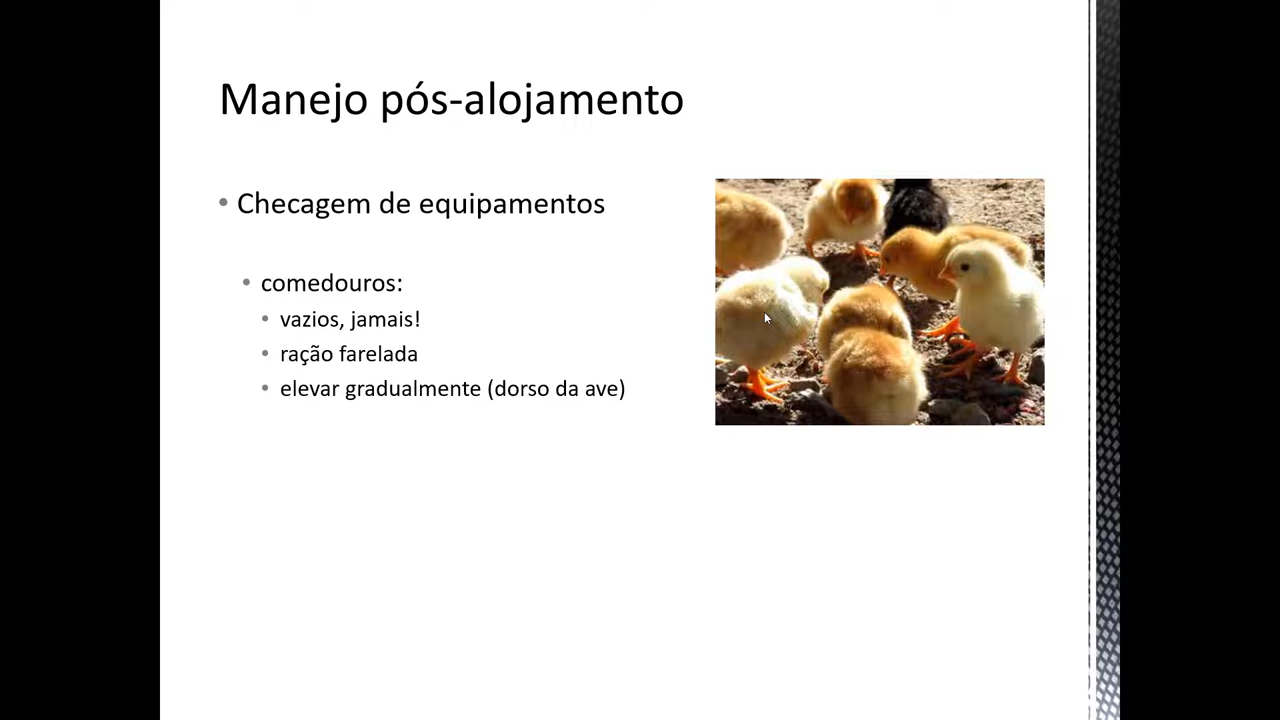 Manejo pós-alojamento
• Checagem de equipamentos
• comedouros:
• vazios, jamais!
• ração farelada
• elevar gradualmente (dorso da ave)